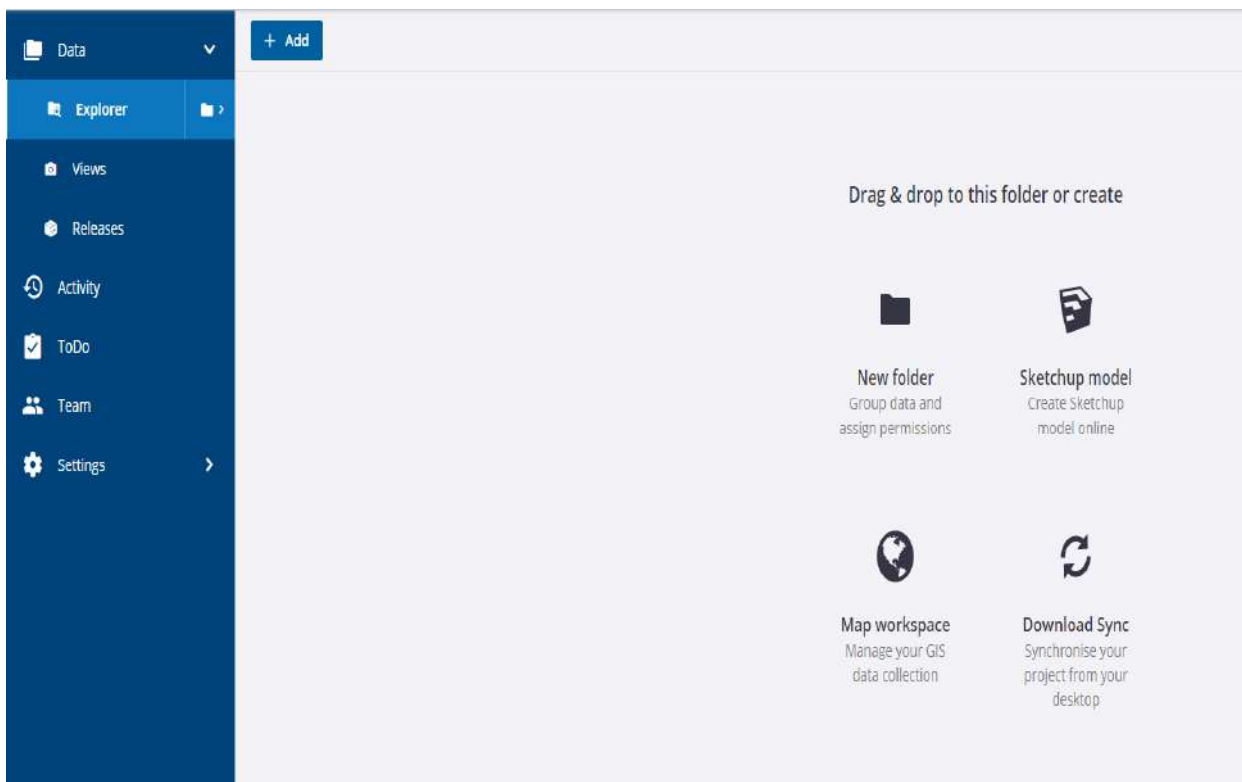 Data
Explorer
Views
Releases
Activity
ToDo
Team
Settings
+ Add
Drag & drop to this folder or create
New folder
Group data and
assign permissions
Sketchup model
Create Sketchup
model online
Map workspace
Manage your GIS
data collection
Download Sync
Synchronise your
project from your
desktop